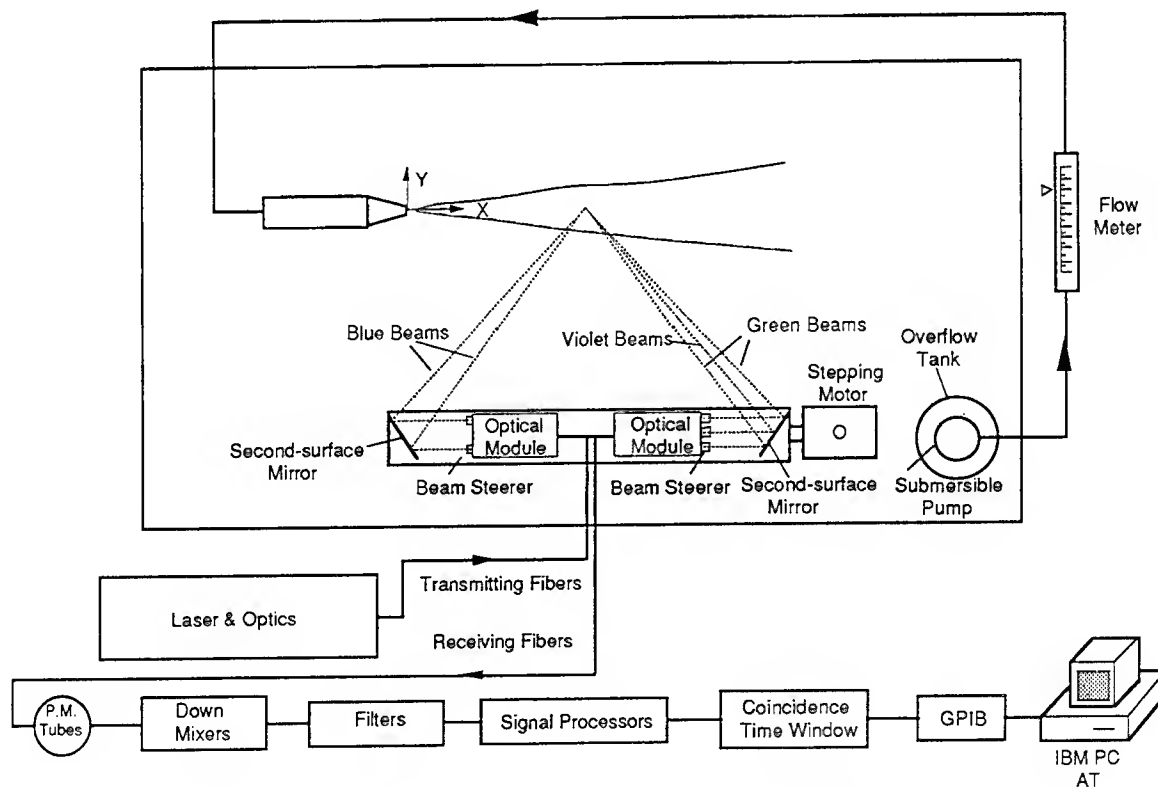 Y
X
Flow
Meter
Blue Beams
Violet Beams
Green Beams
Overflow
Tank
Stepping
Motor
Optical
Module
Optical
Module
Second-surface
Mirror
Beam Steerer
Beam Steerer
Second-surface
Mirror
Submersible
Pump
Transmitting Fibers
Laser & Optics
Receiving Fibers
P.M.
Tubes
Down
Mixers
Filters
Signal Processors
Coincidence
Time Window
GPIB
IBM PC
AT